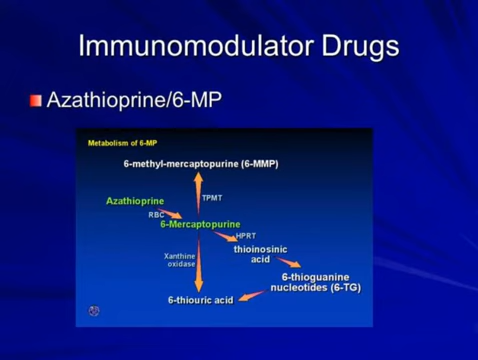 Immunomodulator Drugs
Azathioprine/6-MP
Metabolism of 6-MP
6-methyl-mercaptopurine (6-MMP)
TPMT
Azathioprine
RBC
6-Mercaptopurine
HPRT
thioinosinic
acid
Xanthine
oxidase
6-thioguanine
nucleotides (6-TG)
6-thiouric acid